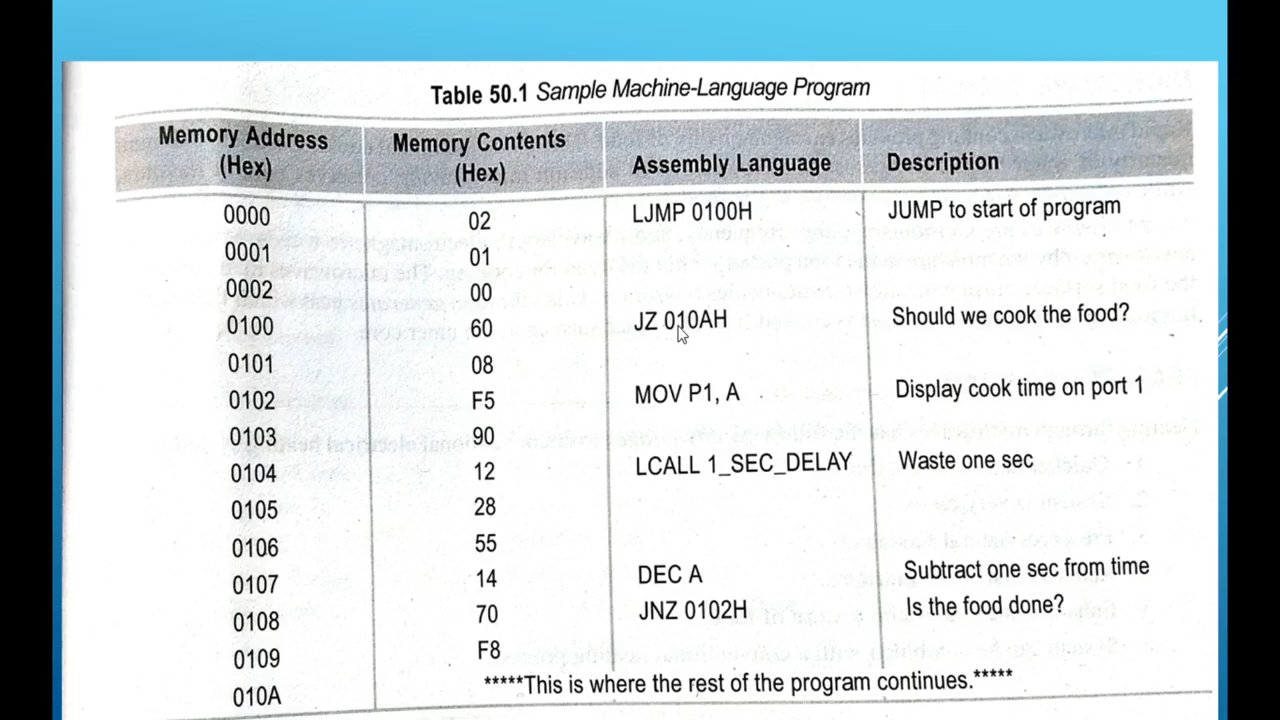 Table 50.1 Sample Machine-Language Program
Memory Address (Hex) Memory Contents (Hex) Assembly Language Description
0000 02 LJMP 0100H JUMP to start of program
0001 01
0002 00
0100 60 JZ 010AH Should we cook the food?
0101 08
0102 F5 MOV P1, A Display cook time on port 1
0103 90
0104 12 LCALL 1_SEC_DELAY Waste one sec
0105 28
0106 55
0107 14 DEC A Subtract one sec from time
0108 70 JNZ 0102H Is the food done?
0109 F8
010A *****This is where the rest of the program continues.*****